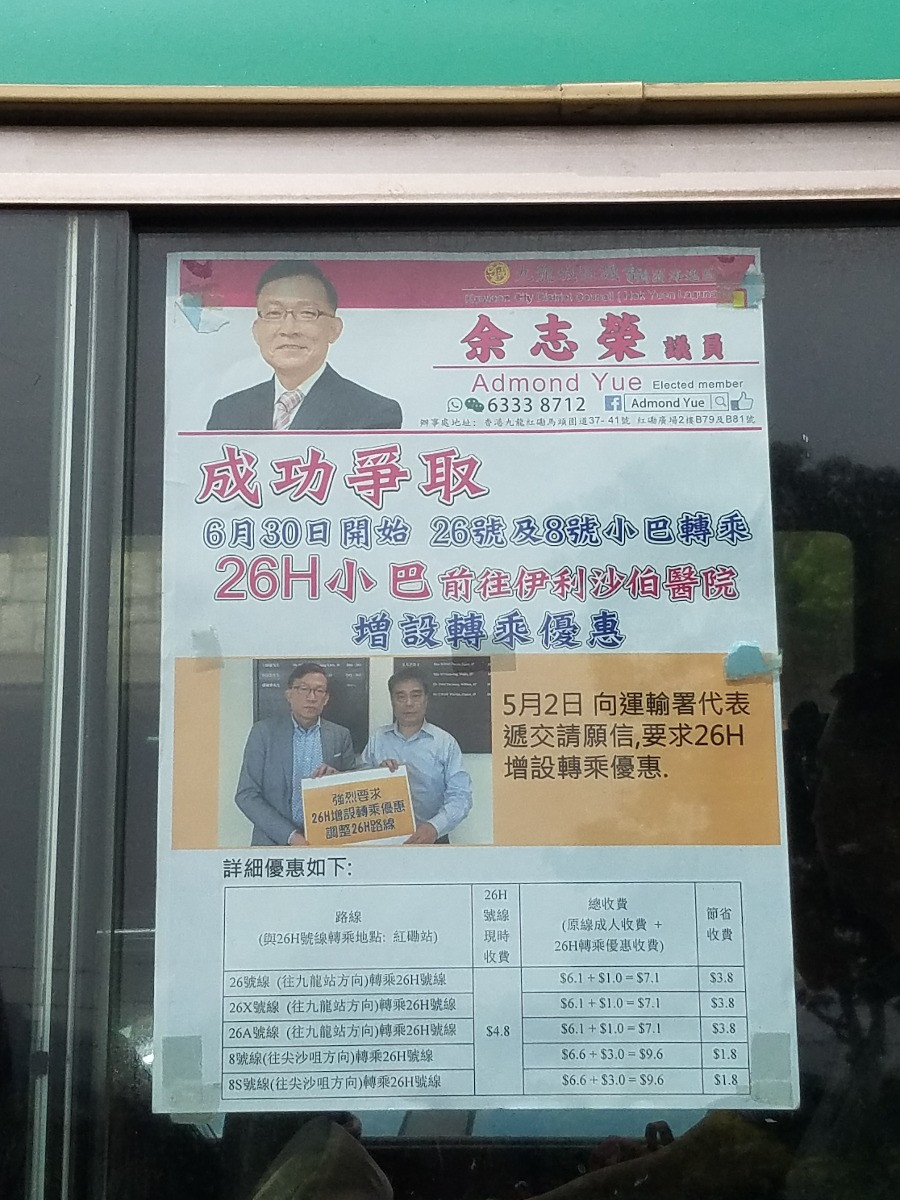 Kowloon City District Council
余志榮 議員
Admond Yue Elected member
6333 8712 Admond Yue
辦事處地址: 香港九龍紅磡馬頭圍道37-41號 紅磡廣場2樓B79及B81號
成功爭取
6月30日開始 26號及8號小巴轉乘
26H小巴前往伊利沙伯醫院
增設轉乘優惠
強烈要求
26H增設轉乘優惠
調整26H路線
5月2日 向運輸署代表
遞交請願信,要求26H
增設轉乘優惠.
詳細優惠如下:
路線
(與26H號線轉乘地點: 紅磡站)
26H
號線
現時
收費
總收費
(原線成人收費 +
26H轉乘優惠收費)
節省
收費
26號線 (往九龍站方向)轉乘26H號線 $6.1 + $1.0 = $7.1 $3.8
26X號線 (往九龍站方向)轉乘26H號線 $6.1 + $1.0 = $7.1 $3.8
26A號線 (往九龍站方向)轉乘26H號線 $4.8 $6.1 + $1.0 = $7.1 $3.8
8號線(往尖沙咀方向)轉乘26H號線 $6.6 + $3.0 = $9.6 $1.8
8S號線(往尖沙咀方向)轉乘26H號線 $6.6 + $3.0 = $9.6 $1.8